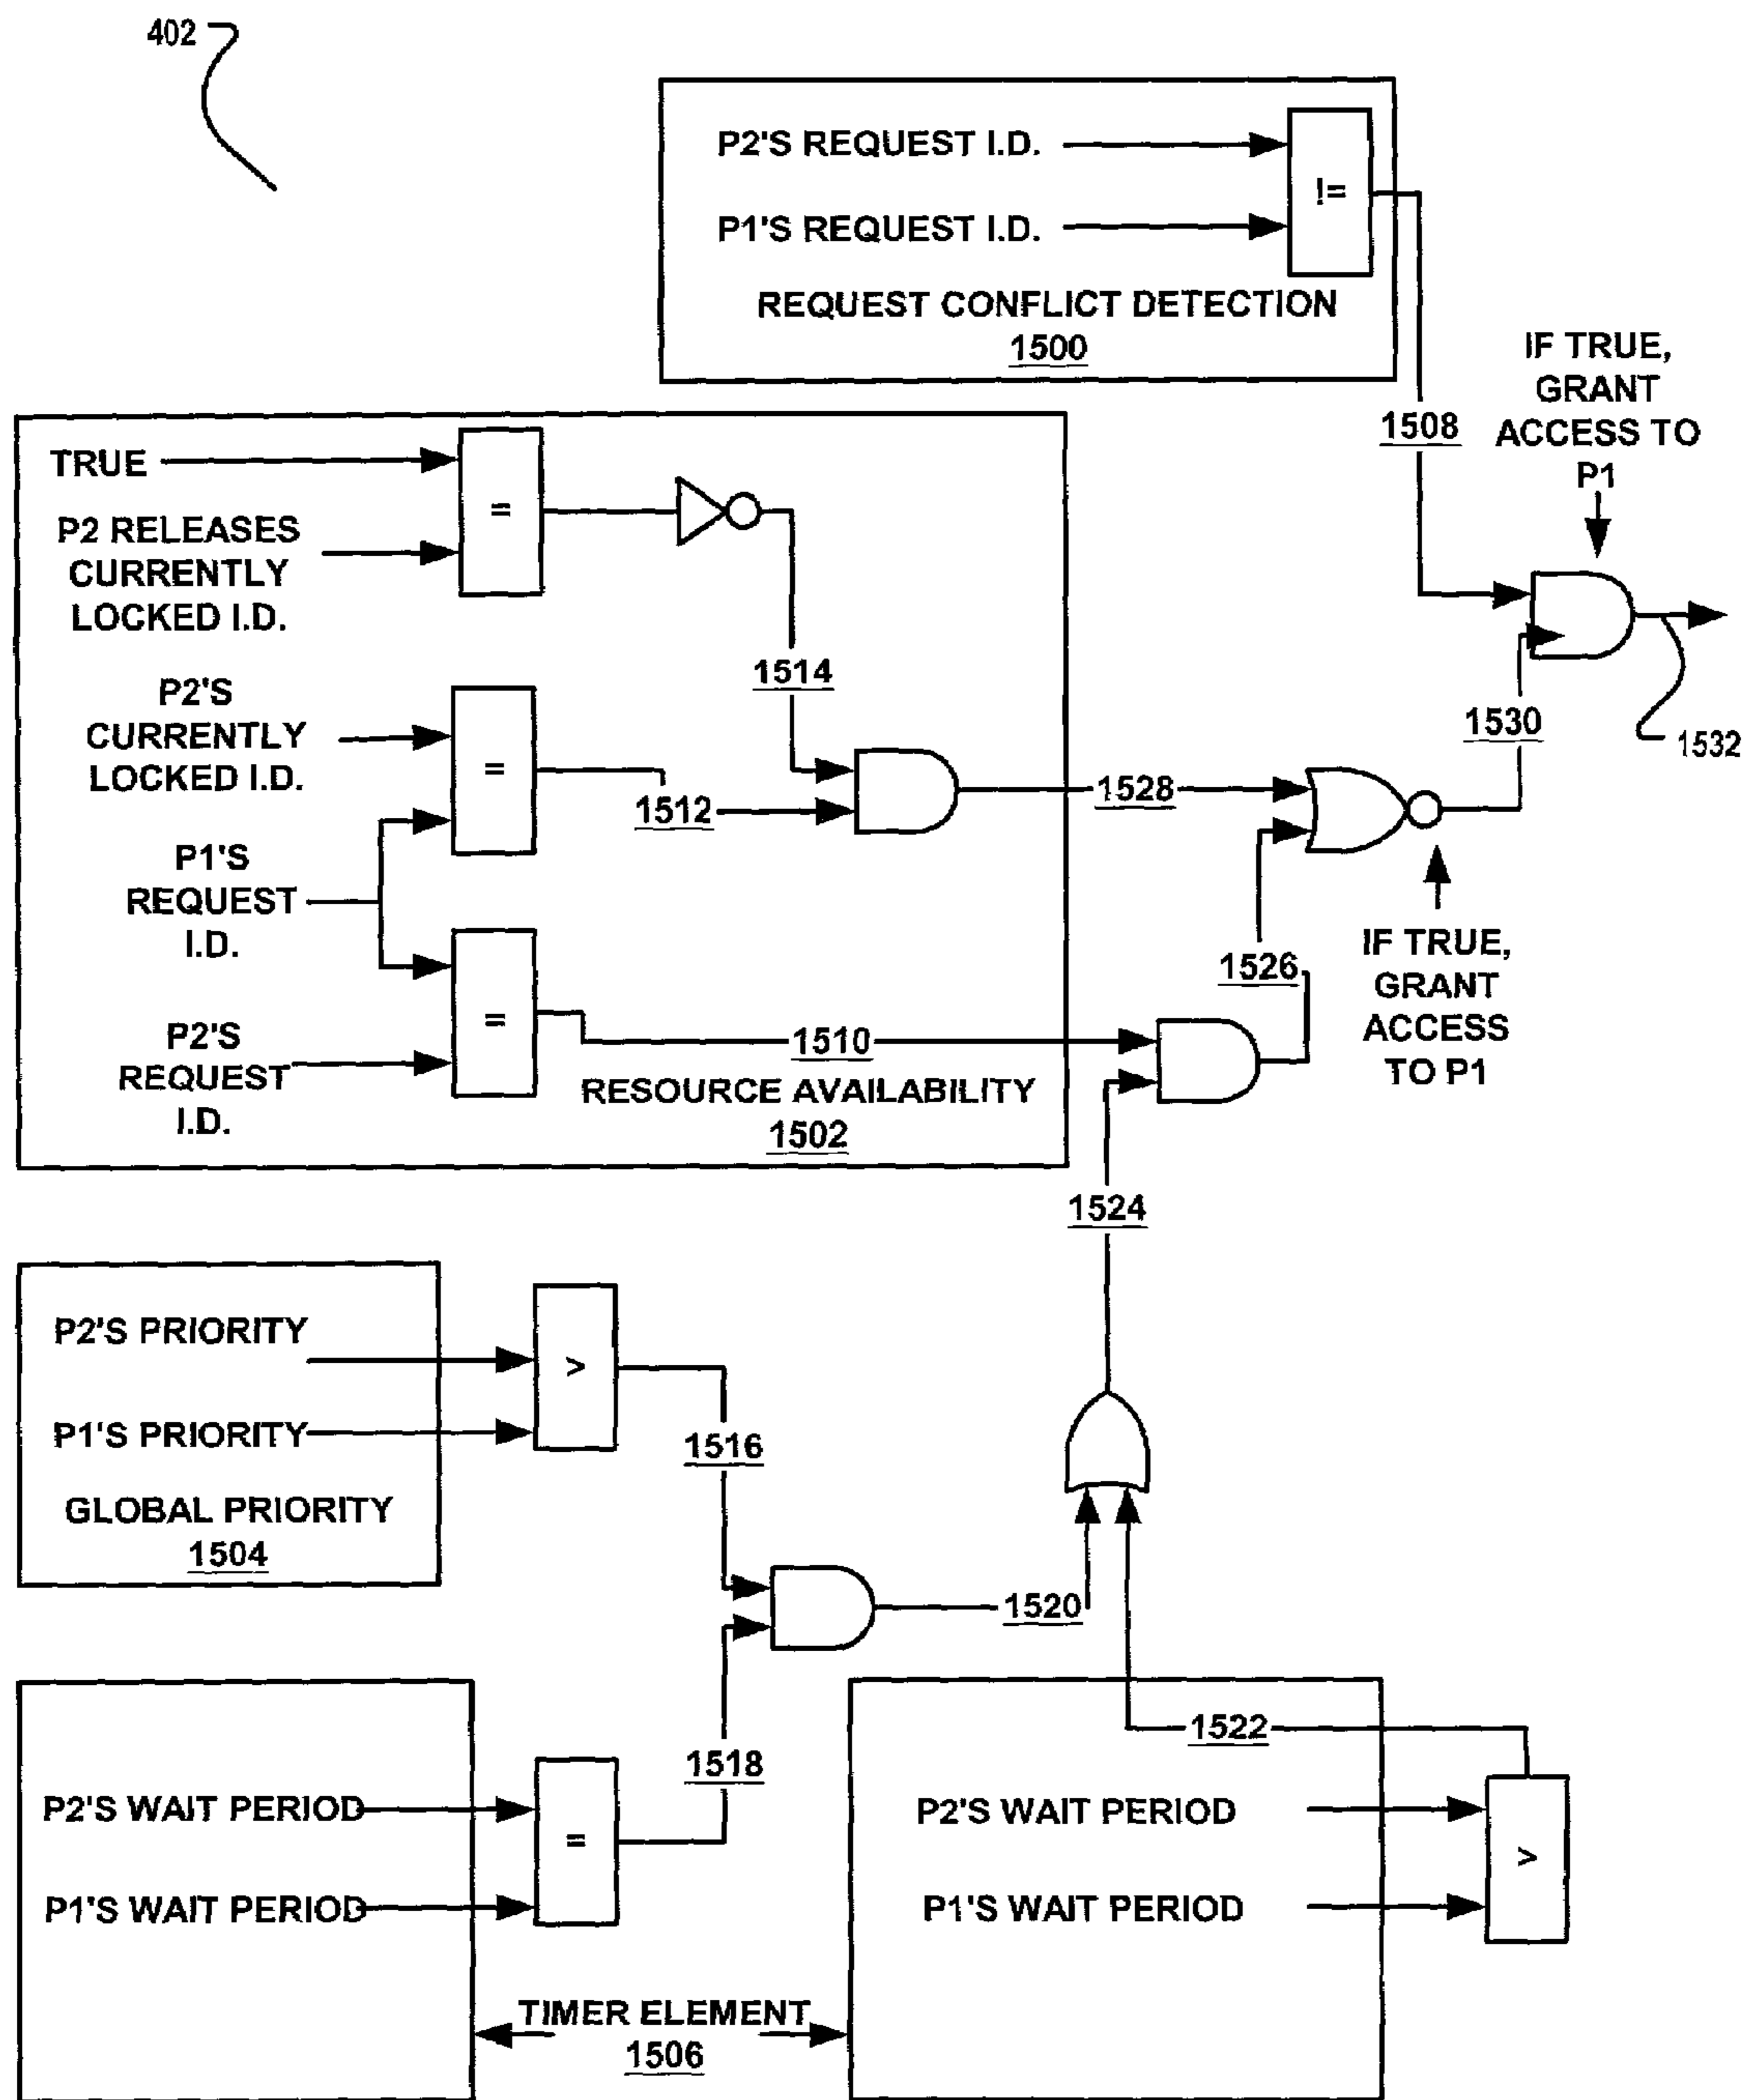 402
P2'S REQUEST I.D.
!=
P1'S REQUEST I.D.
REQUEST CONFLICT DETECTION
1500
IF TRUE,
GRANT
ACCESS TO
P1
1508
TRUE
=
P2 RELEASES
CURRENTLY
LOCKED I.D.
1514
P2'S
CURRENTLY
LOCKED I.D.
=
1512
1528
1530
1532
P1'S
REQUEST
I.D.
1526
IF TRUE,
GRANT
ACCESS
TO P1
P2'S
REQUEST
I.D.
=
1510
RESOURCE AVAILABILITY
1502
1524
P2'S PRIORITY
>
P1'S PRIORITY
1516
GLOBAL PRIORITY
1504
1520
1522
1518
P2'S WAIT PERIOD
=
P1'S WAIT PERIOD
P2'S WAIT PERIOD
>
P1'S WAIT PERIOD
TIMER ELEMENT
1506